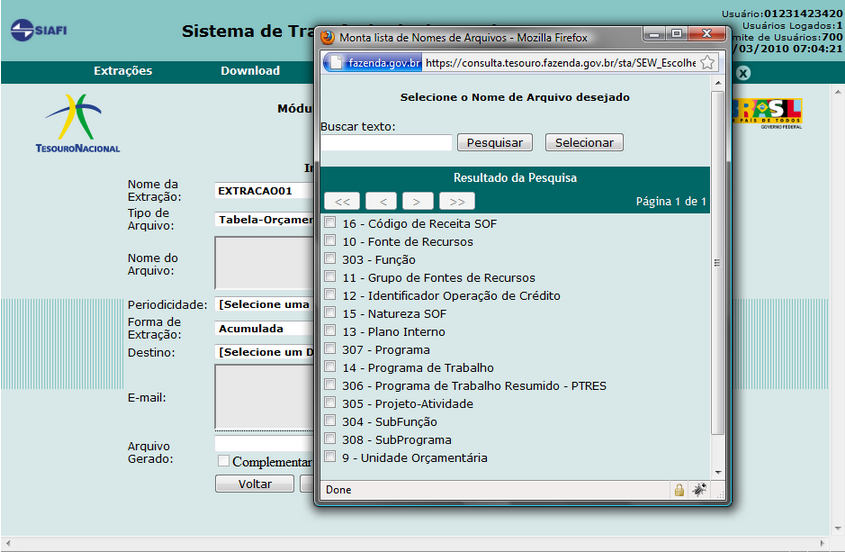 Usuário:01231423420
Usuários Logados:1
mite de Usuários:700
/03/2010 07:04:21
SIAFI
Sistema de Tra
Extrações
Download
X
TESOURONACIONAL
Módu
BRASIL
UM PAÍS DE TODOS
GOVERNO FEDERAL
In
Nome da
Extração:
EXTRACAO01
Tipo de
Arquivo:
Tabela-Orçamen
Nome do
Arquivo:
Periodicidade:
[Selecione uma
Forma de
Extração:
Acumulada
Destino:
[Selecione um D
E-mail:
Arquivo
Gerado:
Complementar
Voltar
Monta lista de Nomes de Arquivos - Mozilla Firefox
fazenda.gov.br https://consulta.tesouro.fazenda.gov.br/sta/SEW_Escolhe
Selecione o Nome de Arquivo desejado
Buscar texto:
Pesquisar
Selecionar
Resultado da Pesquisa
<< < > >> Página 1 de 1
16 - Código de Receita SOF
10 - Fonte de Recursos
303 - Função
11 - Grupo de Fontes de Recursos
12 - Identificador Operação de Crédito
15 - Natureza SOF
13 - Plano Interno
307 - Programa
14 - Programa de Trabalho
306 - Programa de Trabalho Resumido - PTRES
305 - Projeto-Atividade
304 - SubFunção
308 - SubPrograma
9 - Unidade Orçamentária
Done